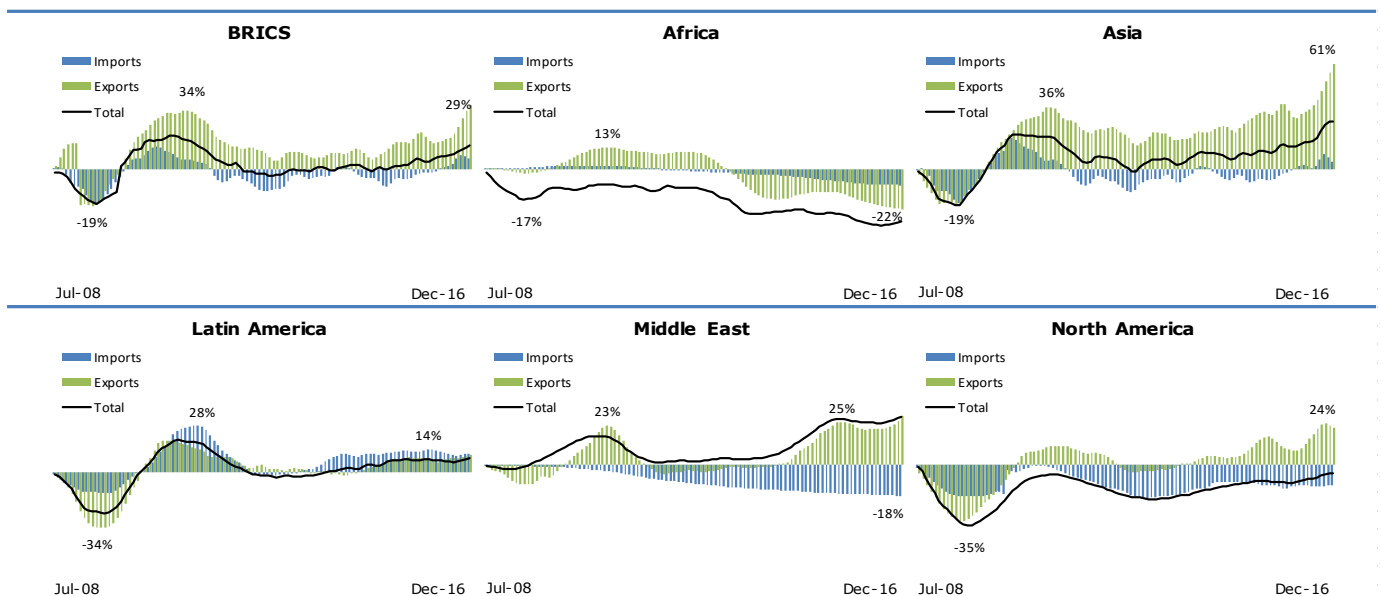 BRICS
Imports
Exports
Total
34%
29%
-19%
Jul-08
Dec-16
Africa
Imports
Exports
Total
13%
-17%
-22%
Jul-08
Dec-16
Asia
Imports
Exports
Total
36%
61%
-19%
Jul-08
Dec-16
Latin America
Imports
Exports
Total
28%
14%
-34%
Jul-08
Dec-16
Middle East
Imports
Exports
Total
23%
25%
-18%
Jul-08
Dec-16
North America
Imports
Exports
Total
24%
-35%
Jul-08
Dec-16